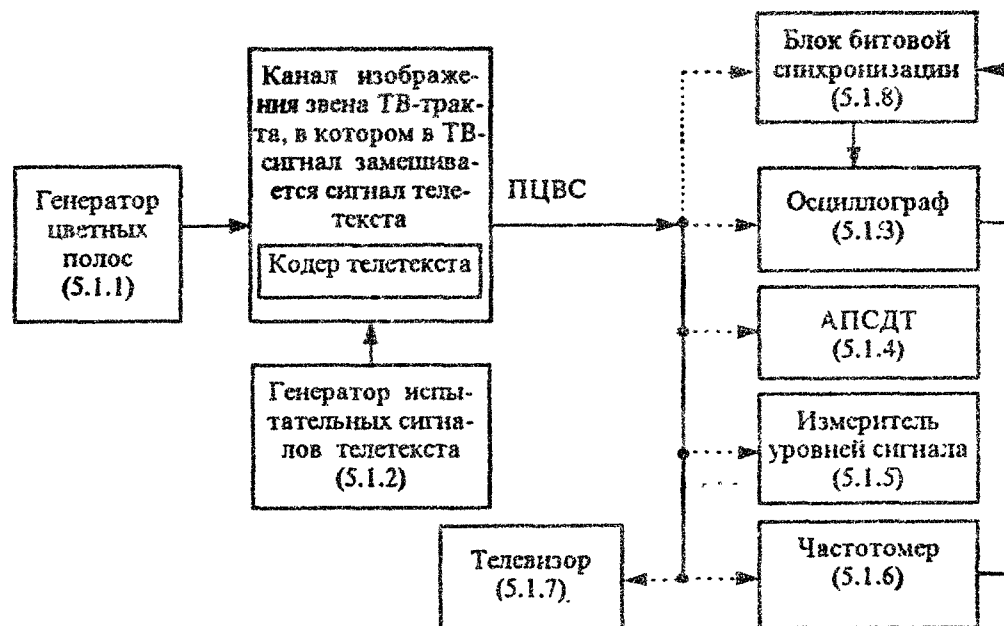 Генератор
цветных
полос
(5.1.1)
Канал изображе-
ния звена ТВ-трак-
та, в котором в ТВ-
сигнал замешива-
ется сигнал теле-
текста
Кодер телетекста
Генератор испы-
тательных сигна-
лов телетекста
(5.1.2)
ПЦВС
Блок битовой
синхронизации
(5.1.8)
Осциллограф
(5.1.3)
АПСДТ
(5.1.4)
Измеритель
уровней сигнала
(5.1.5)
Телевизор
(5.1.7)
Частотомер
(5.1.6)